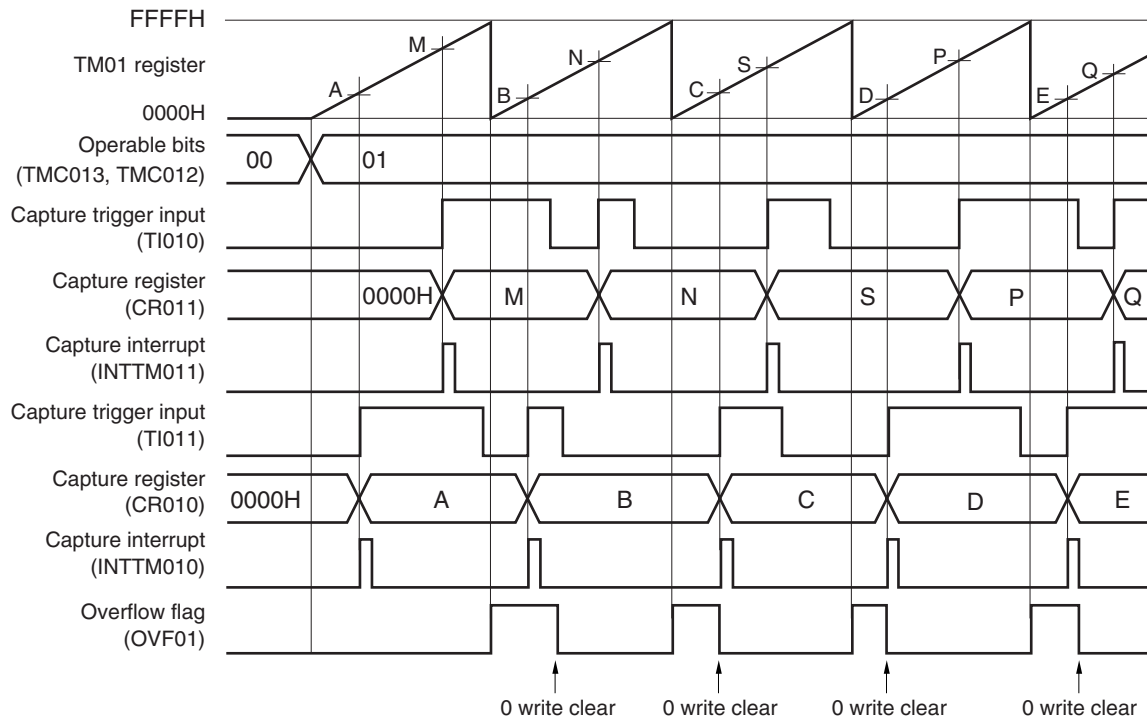 FFFFH
TM01 register
0000H
A M B N C S D P E Q
Operable bits
(TMC013, TMC012)
00 01
Capture trigger input
(TI010)
Capture register
(CR011)
0000H M N S P Q
Capture interrupt
(INTTM011)
Capture trigger input
(TI011)
Capture register
(CR010)
0000H A B C D E
Capture interrupt
(INTTM010)
Overflow flag
(OVF01)
0 write clear 0 write clear 0 write clear 0 write clear